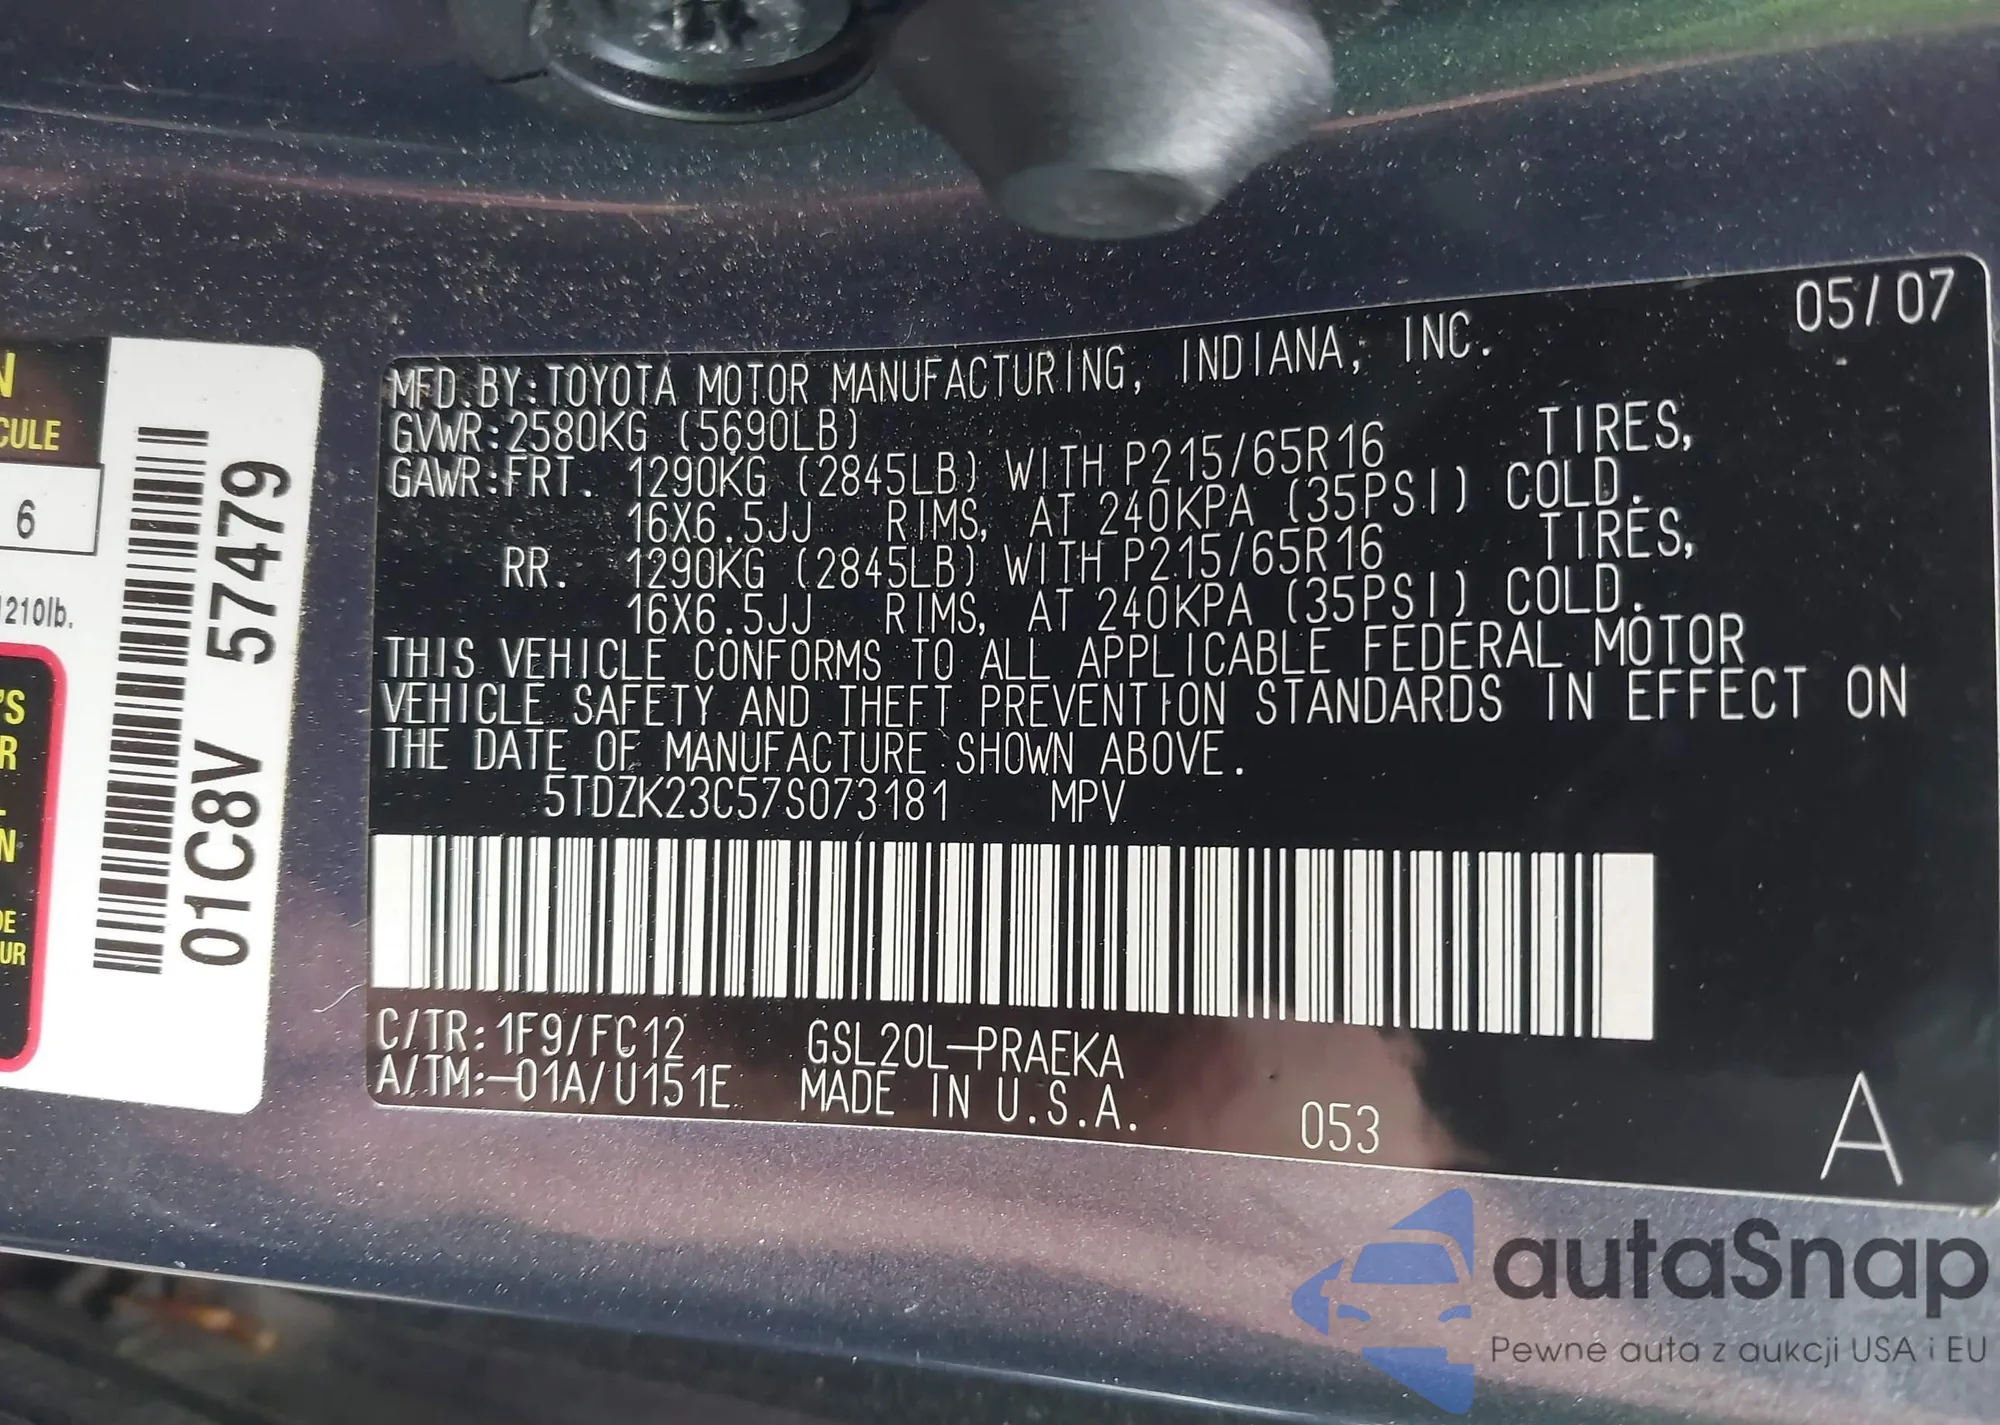 05/07
MFD.BY:TOYOTA MOTOR MANUFACTURING, INDIANA, INC.
GVWR:2580KG (5690LB)
GAWR:FRT. 1290KG (2845LB) WITH P215/65R16 TIRES,
16X6.5JJ RIMS, AT 240KPA (35PSI) COLD.
RR. 1290KG (2845LB) WITH P215/65R16 TIRES,
16X6.5JJ RIMS, AT 240KPA (35PSI) COLD.
THIS VEHICLE CONFORMS TO ALL APPLICABLE FEDERAL MOTOR
VEHICLE SAFETY AND THEFT PREVENTION STANDARDS IN EFFECT ON
THE DATE OF MANUFACTURE SHOWN ABOVE.
5TDZK23C57S073181 MPV
C/TR:1F9/FC12 GSL20L-PRAEKA
A/TM:-01A/U151E MADE IN U.S.A.
053
A
01C8V 57479
6
1210lb.
autaSnap
Pewne auta z aukcji USA i EU